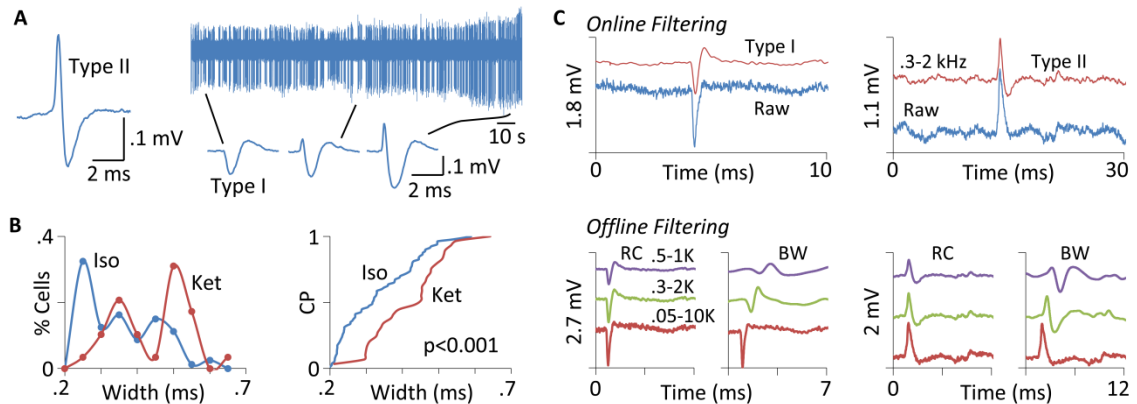 A
Type II
.1 mV
2 ms
10 s
Type I
.1 mV
2 ms
B
% Cells
.4
0
Iso
Ket
.2
Width (ms)
.7
CP
1
.5
0
Iso
Ket
p<0.001
.2
Width (ms)
.7
C
Online Filtering
1.8 mV
Type I
Raw
0
Time (ms)
10
1.1 mV
.3-2 kHz
Type II
Raw
0
Time (ms)
30
Offline Filtering
2.7 mV
RC
.5-1K
.3-2K
.05-10K
BW
0
Time (ms)
7
2 mV
RC
BW
0
Time (ms)
12